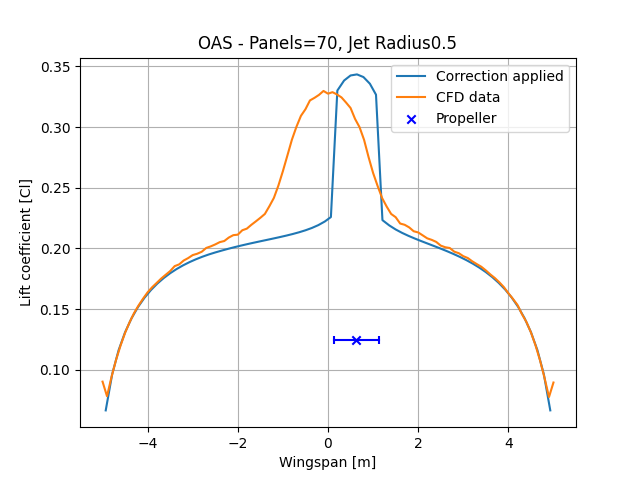 OAS - Panels=70, Jet Radius0.5
Correction applied
CFD data
Propeller
Lift coefficient [Cl]
0.35
0.30
0.25
0.20
0.15
0.10
−4 −2 0 2 4
Wingspan [m]